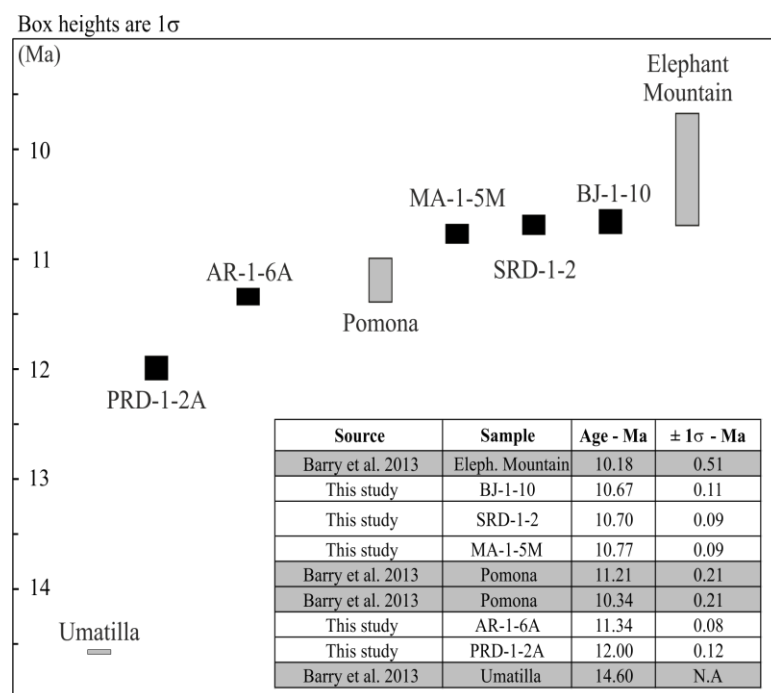 Box heights are 1σ
(Ma)
Elephant
Mountain
10
MA-1-5M
BJ-1-10
11
SRD-1-2
AR-1-6A
Pomona
12
PRD-1-2A
13
14
Umatilla
Source Sample Age - Ma ± 1σ - Ma
Barry et al. 2013 Eleph. Mountain 10.18 0.51
This study BJ-1-10 10.67 0.11
This study SRD-1-2 10.70 0.09
This study MA-1-5M 10.77 0.09
Barry et al. 2013 Pomona 11.21 0.21
Barry et al. 2013 Pomona 10.34 0.21
This study AR-1-6A 11.34 0.08
This study PRD-1-2A 12.00 0.12
Barry et al. 2013 Umatilla 14.60 N.A